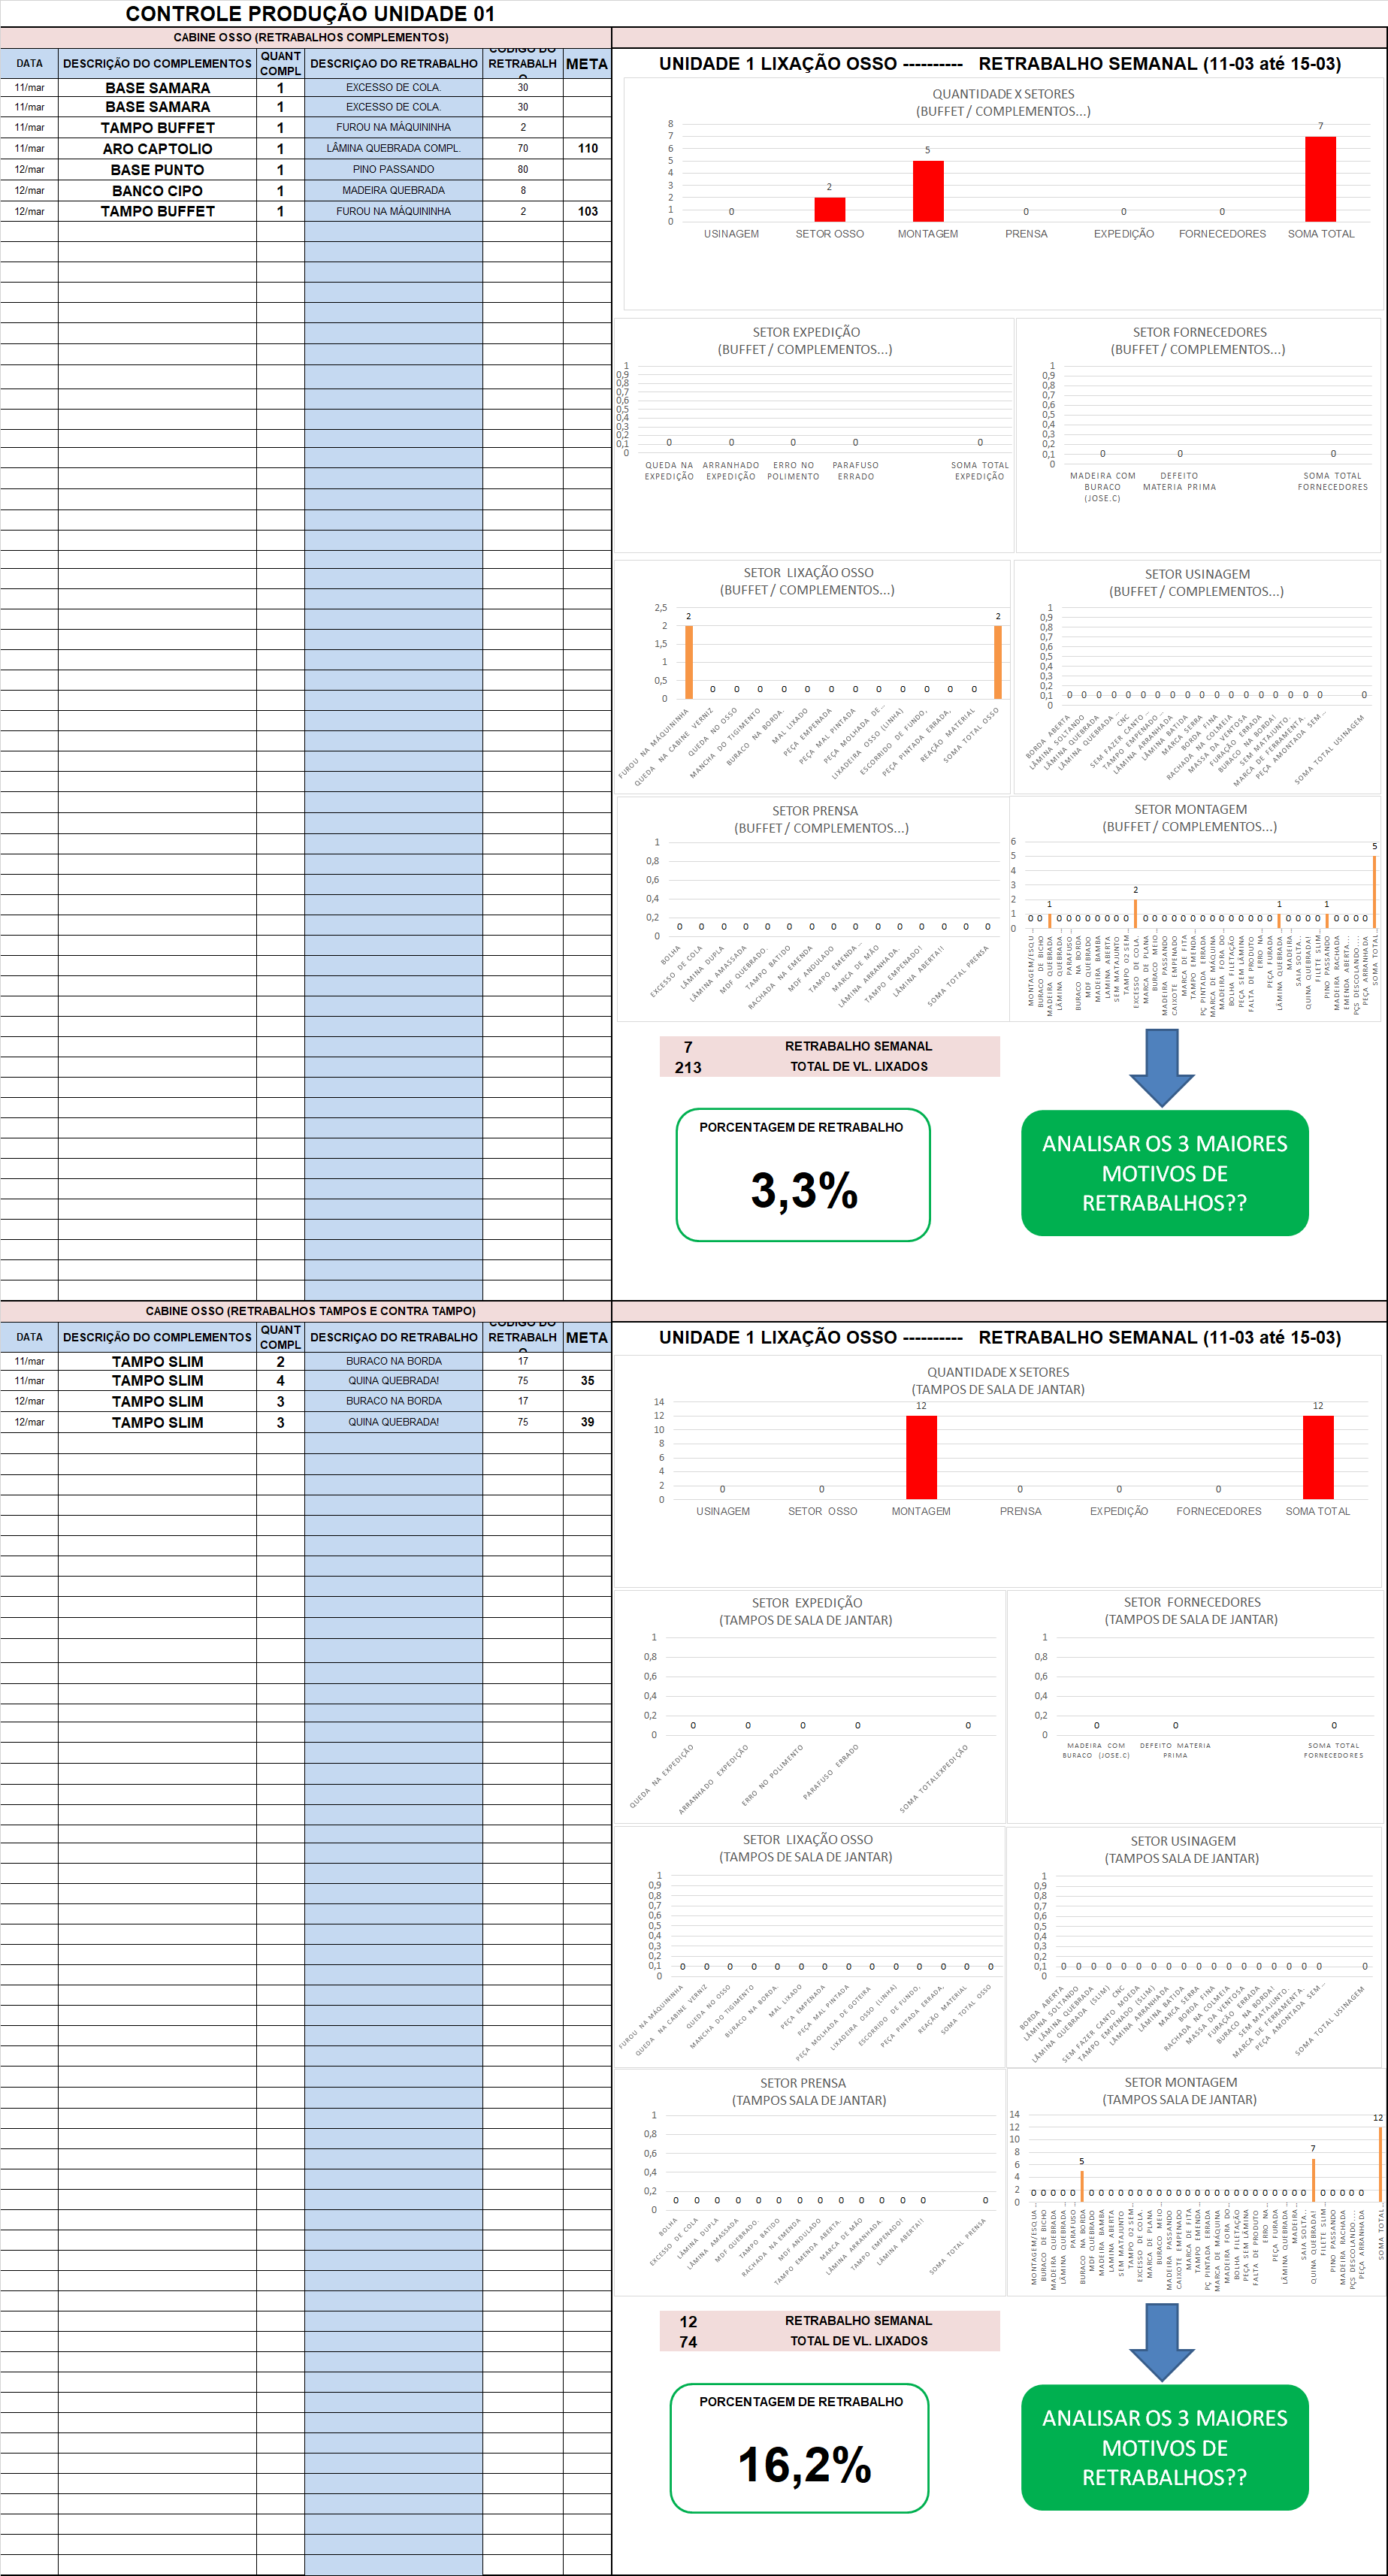 CONTROLE PRODUÇÃO UNIDADE 01
CABINE OSSO (RETRABALHOS COMPLEMENTOS)
DATA DESCRIÇÃO DO COMPLEMENTOS QUANT COMPL DESCRIÇAO DO RETRABALHO CODIGO DO RETRABALHO META
11/mar BASE SAMARA 1 EXCESSO DE COLA. 30
11/mar BASE SAMARA 1 EXCESSO DE COLA. 30
11/mar TAMPO BUFFET 1 FUROU NA MÁQUININHA 2
11/mar ARO CAPTOLIO 1 LÂMINA QUEBRADA COMPL. 70 110
12/mar BASE PUNTO 1 PINO PASSANDO 80
12/mar BANCO CIPO 1 MADEIRA QUEBRADA 8
12/mar TAMPO BUFFET 1 FUROU NA MÁQUININHA 2 103
UNIDADE 1 LIXAÇÃO OSSO ---------- RETRABALHO SEMANAL (11-03 até 15-03)
QUANTIDADE X SETORES
(BUFFET / COMPLEMENTOS...)
8
7
6
5
4
3
2
1
0
0 2 5 0 0 0 7
USINAGEM SETOR OSSO MONTAGEM PRENSA EXPEDIÇÃO FORNECEDORES SOMA TOTAL
SETOR EXPEDIÇÃO
(BUFFET / COMPLEMENTOS...)
1
0,9
0,8
0,7
0,6
0,5
0,4
0,3
0,2
0,1
0
0 0 0 0 0
QUEDA NA EXPEDIÇÃO ARRANHADO EXPEDIÇÃO ERRO NO POLIMENTO PARAFUSO ERRADO SOMA TOTAL EXPEDIÇÃO
SETOR FORNECEDORES
(BUFFET / COMPLEMENTOS...)
1
0,9
0,8
0,7
0,6
0,5
0,4
0,3
0,2
0,1
0
0 0 0
MADEIRA COM BURACO (JOSE.C) DEFEITO MATERIA PRIMA SOMA TOTAL FORNECEDORES
SETOR LIXAÇÃO OSSO
(BUFFET / COMPLEMENTOS...)
2,5
2
1,5
1
0,5
0
2 0 0 0 0 0 0 0 0 0 0 0 0 2
FUROU NA MÁQUININHA
QUEDA NA CABINE VERNIZ
QUEDA NO OSSO
MANCHA DO TIGIMENTO
BURACO NA BORDA.
MAL LIXADO
PEÇA EMPENADA
PEÇA MAL PINTADA
PEÇA MOLHADA DE...
LIXADEIRA OSSO (LINHA)
ESCORRIDO DE FUNDO,
PEÇA PINTADA ERRADA,
REAÇÃO MATERIAL
SOMA TOTAL OSSO
SETOR USINAGEM
(BUFFET / COMPLEMENTOS...)
1
0,9
0,8
0,7
0,6
0,5
0,4
0,3
0,2
0,1
0
0 0 0 0 0 0 0 0 0 0 0 0 0 0 0 0 0 0 0
BORDA ABERTA
LÂMINA SOLTANDO
LÂMINA QUEBRADA
LÂMINA QUEBRADA...
CNC
SEM FAZER CANTO...
TAMPO EMPENADO...
LÂMINA ARRANHADA
LÂMINA BATIDA
MARCA SERRA
BORDA FINA
RACHADA NA COLMEIA
MASSA DA VENTOSA
FURAÇÃO ERRADA
BURACO NA BORDA!
SEM MATAJUNTO.
MARCA DE FERRAMENTA.
PEÇA AMONTADA SEM...
SOMA TOTAL USINAGEM
SETOR PRENSA
(BUFFET / COMPLEMENTOS...)
1
0,8
0,6
0,4
0,2
0
0 0 0 0 0 0 0 0 0 0 0 0 0 0 0
BOLHA
EXCESSO DE COLA
LÂMINA DUPLA
LÂMINA AMASSADA
MDF QUEBRADO.
TAMPO BATIDO
RACHADA NA EMENDA
MDF ANDULADO
TAMPO EMENDA...
MARCA DE MÃO
LÂMINA ARRANHADA.
TAMPO EMPENADO!
LÂMINA ABERTA!!
SOMA TOTAL PRENSA
SETOR MONTAGEM
(BUFFET / COMPLEMENTOS...)
6
5
4
3
2
1
0
0 0 1 0 0 0 0 0 0 0 0 2 0 0 0 0 0 0 0 0 0 0 0 0 0 0 0 1 0 0 0 0 1 0 0 0 0 5
MONTAGEM/ESQU
BURACO DE BICHO
MADEIRA QUEBRADA
LÂMINA QUEBRADA
PARAFUSO
BURACO NA BORDA
MDF QUEBRADO
MADEIRA BAMBA
LAMINA ABERTA
SEM MATAJUNTO
TAMPO 02 SEM
EXCESSO DE COLA.
MARCA DE PLANA
BURACO MEIO
MADEIRA PASSANDO
CAIXOTE EMPENADO
MARCA DE FITA
TAMPO EMENDA
PÇ PINTADA ERRADA
MARCA DE MÁQUINA
MADEIRA FORA DO
BOLHA FILETAÇÃO
PEÇA SEM LÂMINA
FALTA DE PRODUTO
ERRO NA
PEÇA FURADA
LÂMINA QUEBRADA
MADEIRA
SAIA SOLTA..
QUINA QUEBRADA!
FILETE SLIM
PINO PASSANDO
MADEIRA RACHADA
EMENDA ABERTA...
PÇS DESCOLANDO....
PEÇA ARRANHADA
SOMA TOTAL
7 RETRABALHO SEMANAL
213 TOTAL DE VL. LIXADOS
PORCENTAGEM DE RETRABALHO
3,3%
ANALISAR OS 3 MAIORES
MOTIVOS DE
RETRABALHOS??
CABINE OSSO (RETRABALHOS TAMPOS E CONTRA TAMPO)
DATA DESCRIÇÃO DO COMPLEMENTOS QUANT COMPL DESCRIÇAO DO RETRABALHO CODIGO DO RETRABALHO META
11/mar TAMPO SLIM 2 BURACO NA BORDA 17
11/mar TAMPO SLIM 4 QUINA QUEBRADA! 75 35
12/mar TAMPO SLIM 3 BURACO NA BORDA 17
12/mar TAMPO SLIM 3 QUINA QUEBRADA! 75 39
UNIDADE 1 LIXAÇÃO OSSO ---------- RETRABALHO SEMANAL (11-03 até 15-03)
QUANTIDADE X SETORES
(TAMPOS DE SALA DE JANTAR)
14
12
10
8
6
4
2
0
0 0 12 0 0 0 12
USINAGEM SETOR OSSO MONTAGEM PRENSA EXPEDIÇÃO FORNECEDORES SOMA TOTAL
SETOR EXPEDIÇÃO
(TAMPOS DE SALA DE JANTAR)
1
0,8
0,6
0,4
0,2
0
0 0 0 0 0
QUEDA NA EXPEDIÇÃO
ARRANHADO EXPEDIÇÃO
ERRO NO POLIMENTO
PARAFUSO ERRADO
SOMA TOTALEXPEDIÇÃO
SETOR FORNECEDORES
(TAMPOS DE SALA DE JANTAR)
1
0,8
0,6
0,4
0,2
0
0 0 0
MADEIRA COM BURACO (JOSE.C) DEFEITO MATERIA PRIMA SOMA TOTAL FORNECEDORES
SETOR LIXAÇÃO OSSO
(TAMPOS DE SALA DE JANTAR)
1
0,9
0,8
0,7
0,6
0,5
0,4
0,3
0,2
0,1
0
0 0 0 0 0 0 0 0 0 0 0 0 0 0
FUROU NA MÁQUININHA
QUEDA NA CABINE VERNIZ
QUEDA NO OSSO
MANCHA DO TIGIMENTO
BURACO NA BORDA.
MAL LIXADO
PEÇA EMPENADA
PEÇA MAL PINTADA
PEÇA MOLHADA DE GOTEIRA
LIXADEIRA OSSO (LINHA)
ESCORRIDO DE FUNDO,
PEÇA PINTADA ERRADA,
REAÇÃO MATERIAL
SOMA TOTAL OSSO
SETOR USINAGEM
(TAMPOS SALA DE JANTAR)
1
0,9
0,8
0,7
0,6
0,5
0,4
0,3
0,2
0,1
0
0 0 0 0 0 0 0 0 0 0 0 0 0 0 0 0 0 0 0
BORDA ABERTA
LÂMINA SOLTANDO
LÂMINA QUEBRADA
LÂMINA QUEBRADA (SLIM)
CNC
SEM FAZER CANTO MOEDA
TAMPO EMPENADO (SLIM)
LÂMINA ARRANHADA
LÂMINA BATIDA
MARCA SERRA
BORDA FINA
RACHADA NA COLMEIA
MASSA DA VENTOSA
FURAÇÃO ERRADA
BURACO NA BORDA!
SEM MATAJUNTO.
MARCA DE FERRAMENTA.
PEÇA AMONTADA SEM...
SOMA TOTAL USINAGEM
SETOR PRENSA
(TAMPOS SALA DE JANTAR)
1
0,8
0,6
0,4
0,2
0
0 0 0 0 0 0 0 0 0 0 0 0 0 0
BOLHA
EXCESSO DE COLA
LÂMINA DUPLA
LÂMINA AMASSADA
MDF QUEBRADO.
TAMPO BATIDO
RACHADA NA EMENDA
MDF ANDULADO
TAMPO EMENDA ABERTA.
MARCA DE MÃO
LÂMINA ARRANHADA.
TAMPO EMPENADO!
LÂMINA ABERTA!!
SOMA TOTAL PRENSA
SETOR MONTAGEM
(TAMPOS SALA DE JANTAR)
14
12
10
8
6
4
2
0
0 0 0 0 0 5 0 0 0 0 0 0 0 0 0 0 0 0 0 0 0 0 0 0 0 0 0 0 0 7 0 0 0 0 0 12
MONTAGEM/ESQUA
BURACO DE BICHO
MADEIRA QUEBRADA
LÂMINA QUEBRADA
PARAFUSO
BURACO NA BORDA
MDF QUEBRADO
MADEIRA BAMBA
LAMINA ABERTA
SEM MATAJUNTO
TAMPO 02 SEM
EXCESSO DE COLA.
MARCA DE PLANA
BURACO MEIO
MADEIRA PASSANDO
CAIXOTE EMPENADO
MARCA DE FITA
TAMPO EMENDA
PÇ PINTADA ERRADA
MARCA DE MÁQUINA
MADEIRA FORA DO
BOLHA FILETAÇÃO
PEÇA SEM LÂMINA
FALTA DE PRODUTO
ERRO NA
PEÇA FURADA
LÂMINA QUEBRADA
MADEIRA
SAIA SOLTA..
QUINA QUEBRADA!
FILETE SLIM
PINO PASSANDO
MADEIRA RACHADA
PÇS DESCOLANDO....
PEÇA ARRANHADA
SOMA TOTAL
12 RETRABALHO SEMANAL
74 TOTAL DE VL. LIXADOS
PORCENTAGEM DE RETRABALHO
16,2%
ANALISAR OS 3 MAIORES
MOTIVOS DE
RETRABALHOS??